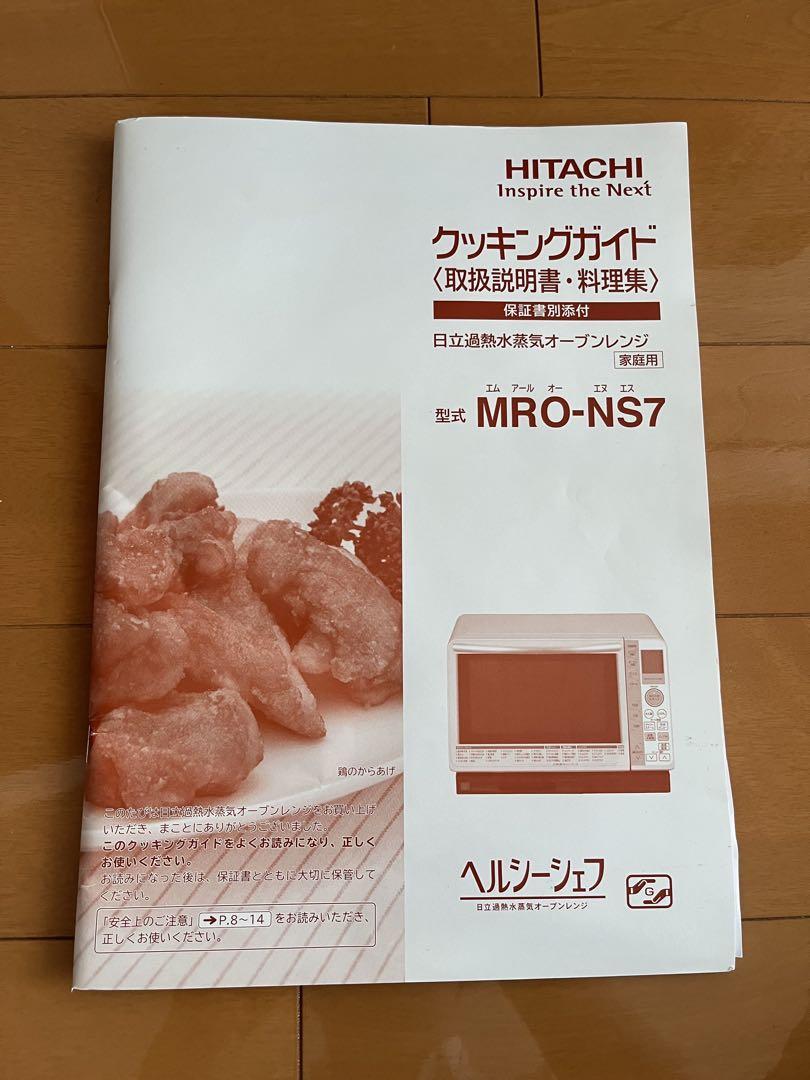 HITACHI
Inspire the Next
クッキングガイド
〈取扱説明書・料理集〉
保証書別添付
日立過熱水蒸気オーブンレンジ
家庭用
エム アール オー エヌ エス
型式 MRO-NS7
鶏のからあげ
このたびは日立過熱水蒸気オーブンレンジをお買い上げ
いただき、まことにありがとうございました。
このクッキングガイドをよくお読みになり、正しく
お使いください。
お読みになった後は、保証書とともに大切に保管して
ください。
「安全上のご注意」➔P.8～14 をお読みいただき、
正しくお使いください。
ヘルシーシェフ
日立過熱水蒸気オーブンレンジ
G